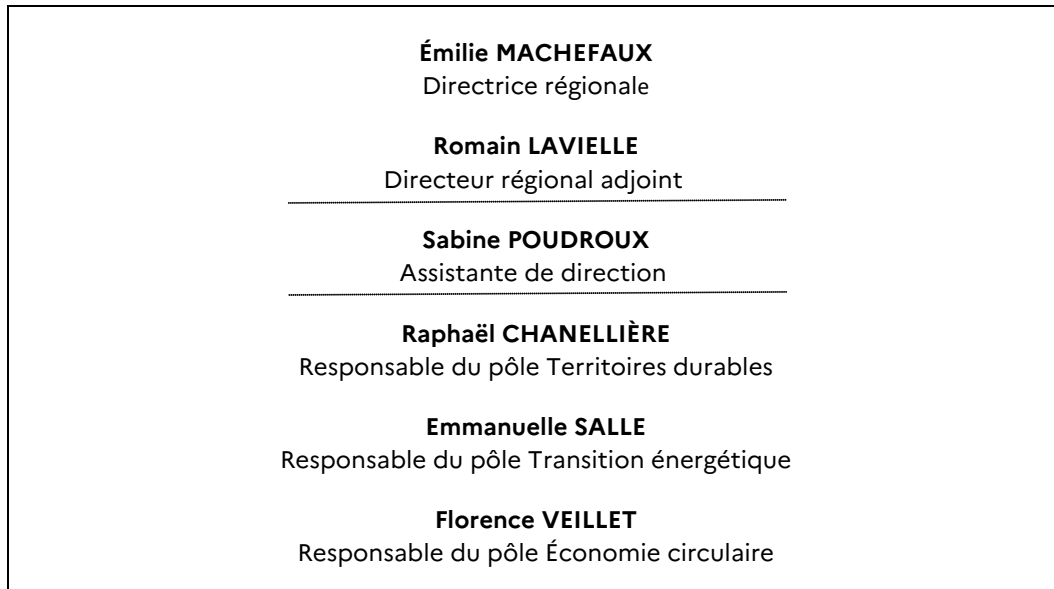 Émilie MACHEFAUX
Directrice régionale
Romain LAVIELLE
Directeur régional adjoint
Sabine POUDROUX
Assistante de direction
Raphaël CHANELLIÈRE
Responsable du pôle Territoires durables
Emmanuelle SALLE
Responsable du pôle Transition énergétique
Florence VEILLET
Responsable du pôle Économie circulaire